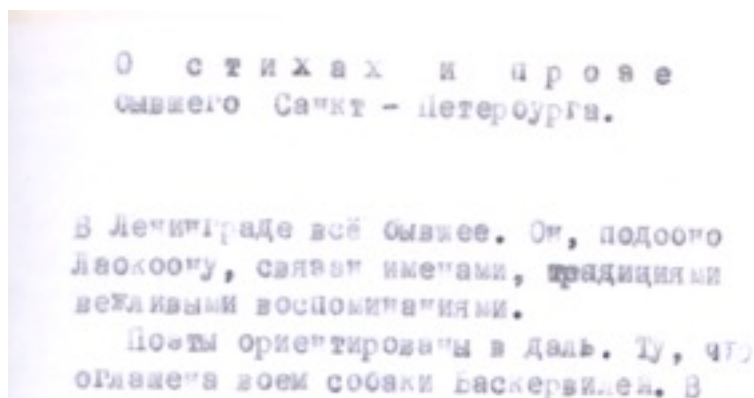 О стихах и прозе
бывшего Санкт - Петербурга.
В Ленинграде всё бывшее. Он, подобно
Лаокоону, связан именами, традициями
вежливыми воспоминаниями.
Поэты ориентированы в даль. Ту, что
оглашена воем собаки Баскервилей. В